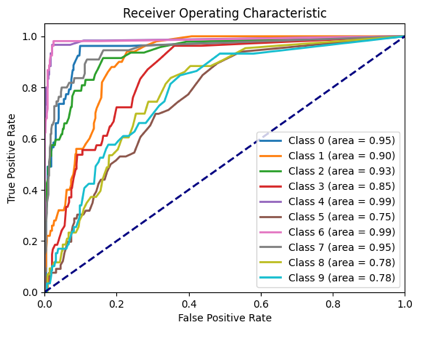 Receiver Operating Characteristic
True Positive Rate
1.0
0.8
0.6
0.4
0.2
0.0
Class 0 (area = 0.95)
Class 1 (area = 0.90)
Class 2 (area = 0.93)
Class 3 (area = 0.85)
Class 4 (area = 0.99)
Class 5 (area = 0.75)
Class 6 (area = 0.99)
Class 7 (area = 0.95)
Class 8 (area = 0.78)
Class 9 (area = 0.78)
0.0 0.2 0.4 0.6 0.8 1.0
False Positive Rate